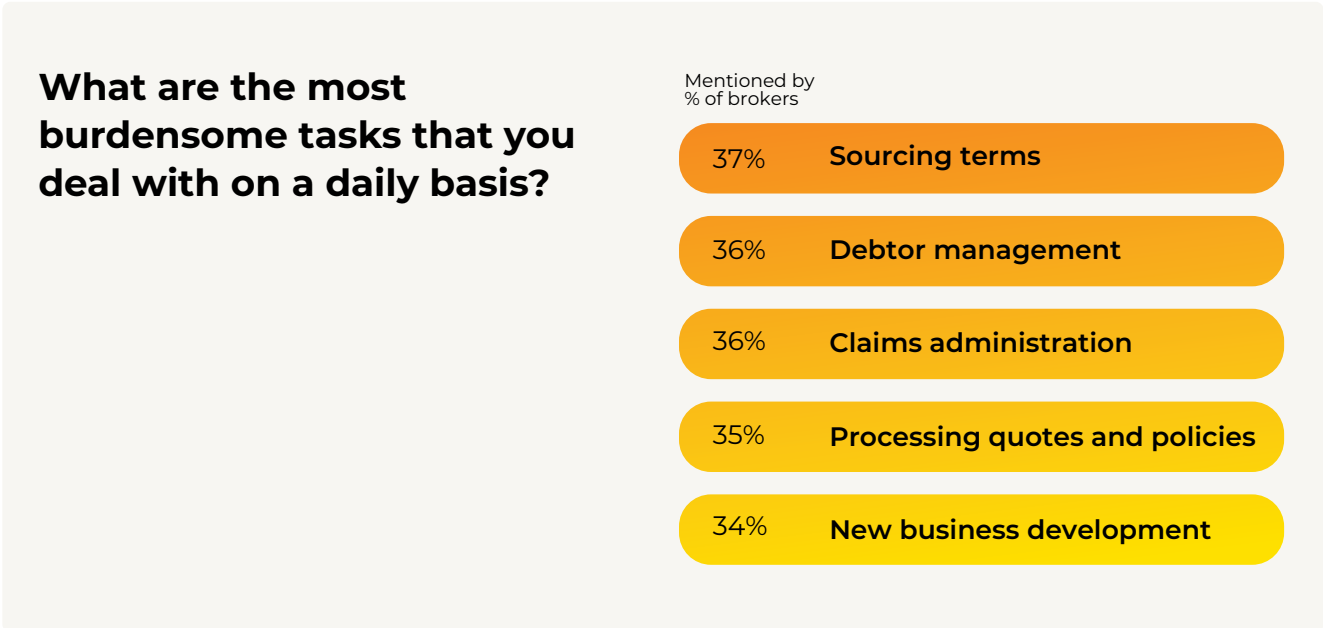 What are the most
burdensome tasks that you
deal with on a daily basis?
Mentioned by
% of brokers
37% Sourcing terms
36% Debtor management
36% Claims administration
35% Processing quotes and policies
34% New business development